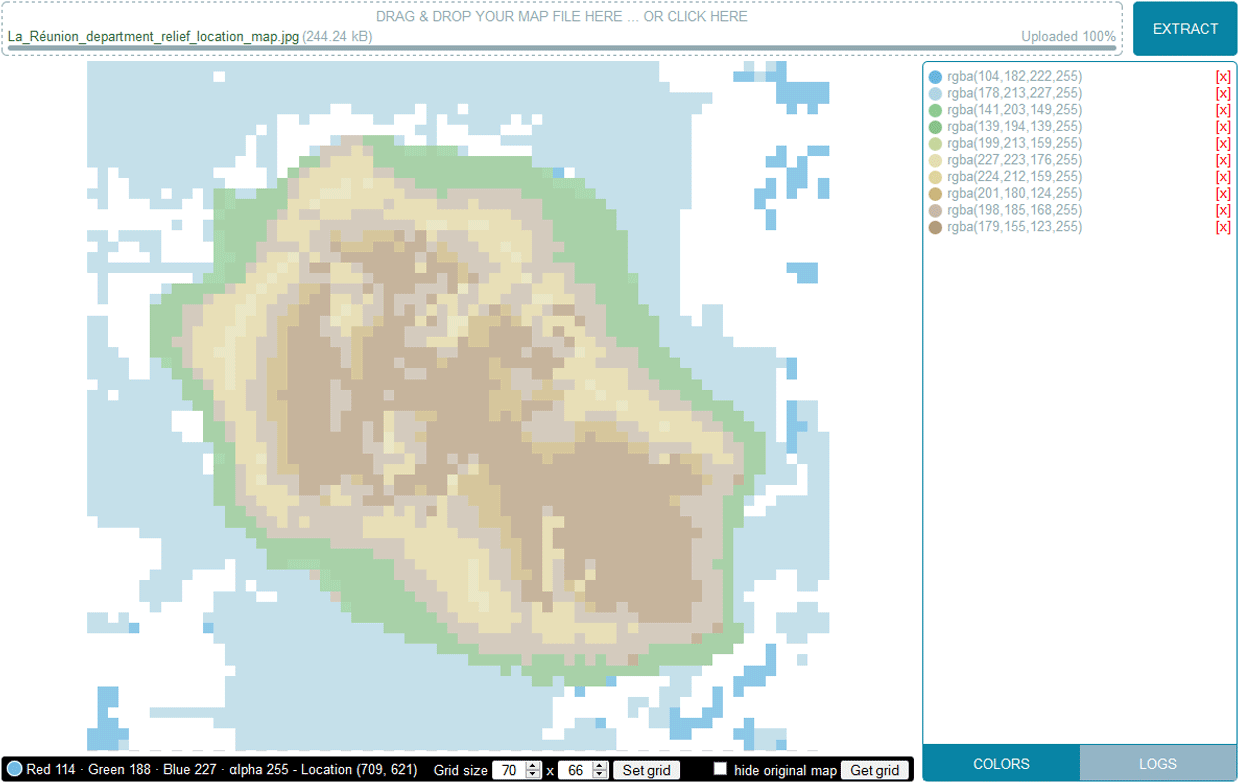 DRAG & DROP YOUR MAP FILE HERE ... OR CLICK HERE
La_Réunion_department_relief_location_map.jpg (244.24 kB)
Uploaded 100%
EXTRACT
rgba(104,182,222,255) [x]
rgba(178,213,227,255) [x]
rgba(141,203,149,255) [x]
rgba(139,194,139,255) [x]
rgba(199,213,159,255) [x]
rgba(227,223,176,255) [x]
rgba(224,212,159,255) [x]
rgba(201,180,124,255) [x]
rgba(198,185,168,255) [x]
rgba(179,155,123,255) [x]
COLORS
LOGS
Red 114 · Green 188 · Blue 227 · αlpha 255 - Location (709, 621) Grid size 70 x 66 Set grid hide original map Get grid